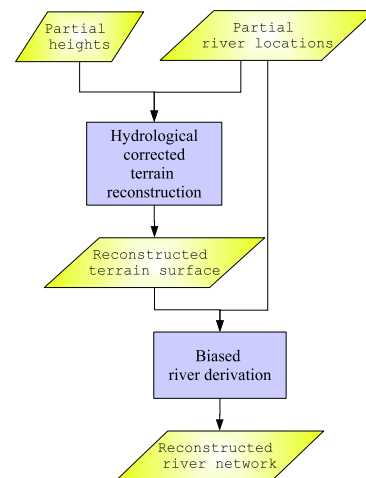 Partial
heights
Partial
river locations
Hydrological
corrected
terrain
reconstruction
Reconstructed
terrain surface
Biased
river derivation
Reconstructed
river network